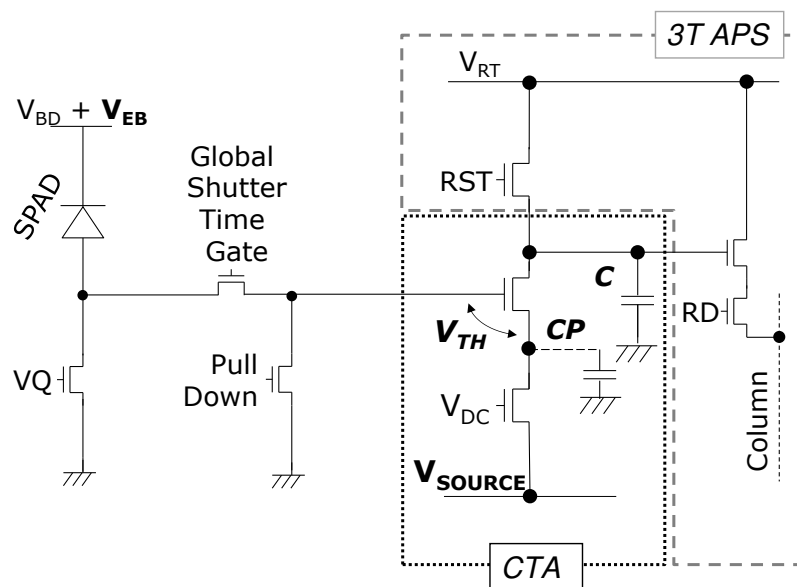 3T APS
V_RT
V_BD + V_EB
Global
Shutter
Time
Gate
SPAD
RST
C
V_TH
CP
RD
VQ
Pull
Down
V_DC
Column
V_SOURCE
CTA